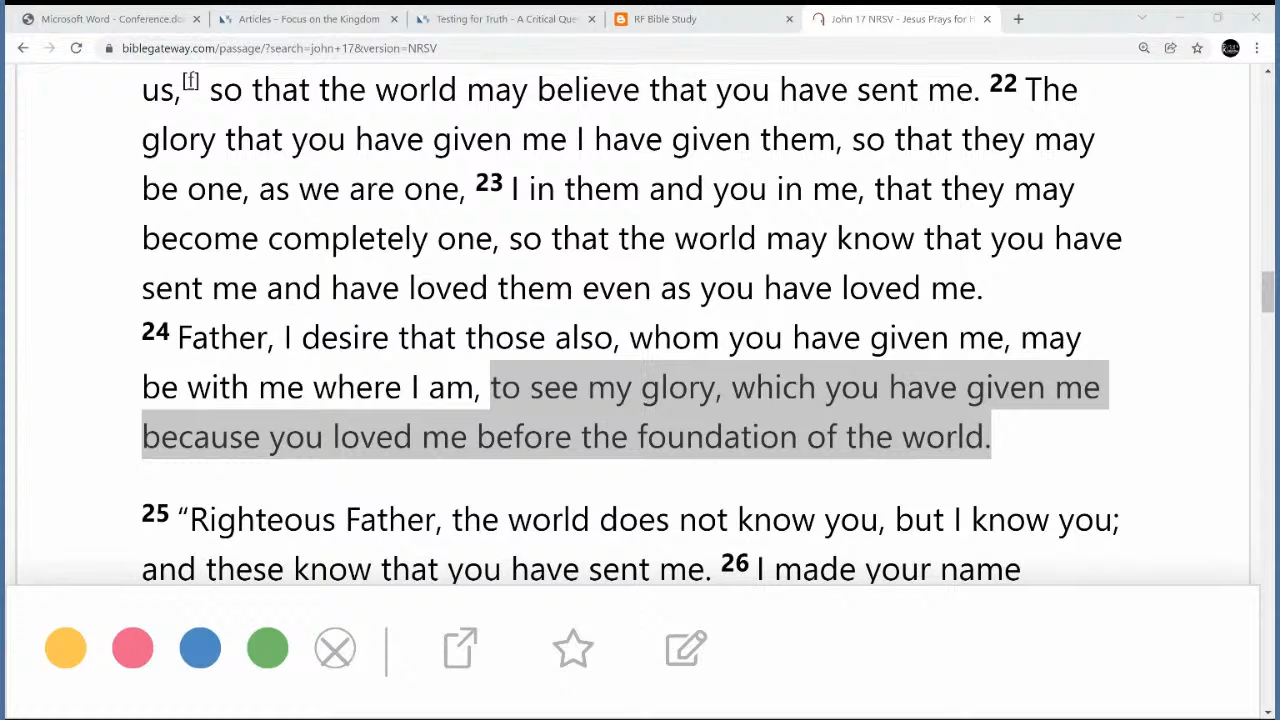 Microsoft Word - Conference.do
Articles – Focus on the Kingdom
Testing for Truth - A Critical Que
RF Bible Study
John 17 NRSV - Jesus Prays for H
biblegateway.com/passage/?search=john+17&version=NRSV
us,[f] so that the world may believe that you have sent me. 22 The
glory that you have given me I have given them, so that they may
be one, as we are one, 23 I in them and you in me, that they may
become completely one, so that the world may know that you have
sent me and have loved them even as you have loved me.
24 Father, I desire that those also, whom you have given me, may
be with me where I am, to see my glory, which you have given me
because you loved me before the foundation of the world.
25 “Righteous Father, the world does not know you, but I know you;
and these know that you have sent me. 26 I made your name